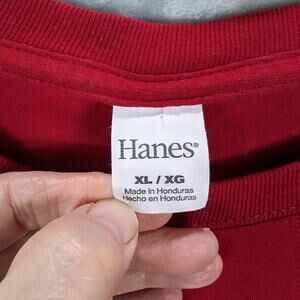 Hanes®
XL / XG
Made in Honduras
Hecho en Honduras